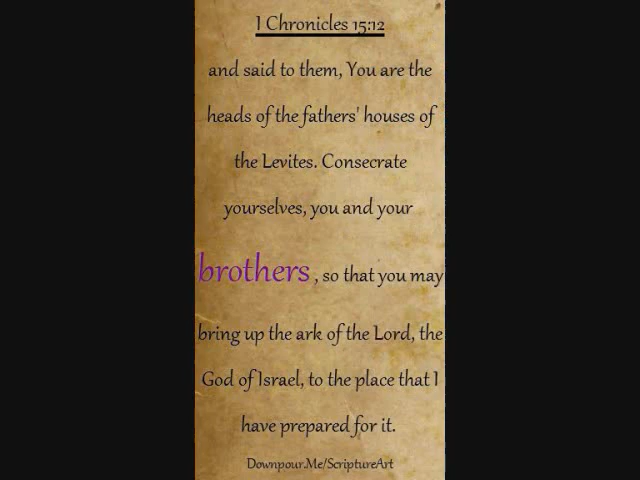 1 Chronicles 15:12
and said to them, You are the
heads of the fathers' houses of
the Levites. Consecrate
yourselves, you and your
brothers , so that you may
bring up the ark of the Lord, the
God of Israel, to the place that I
have prepared for it.
Downpour.Me/ScriptureArt